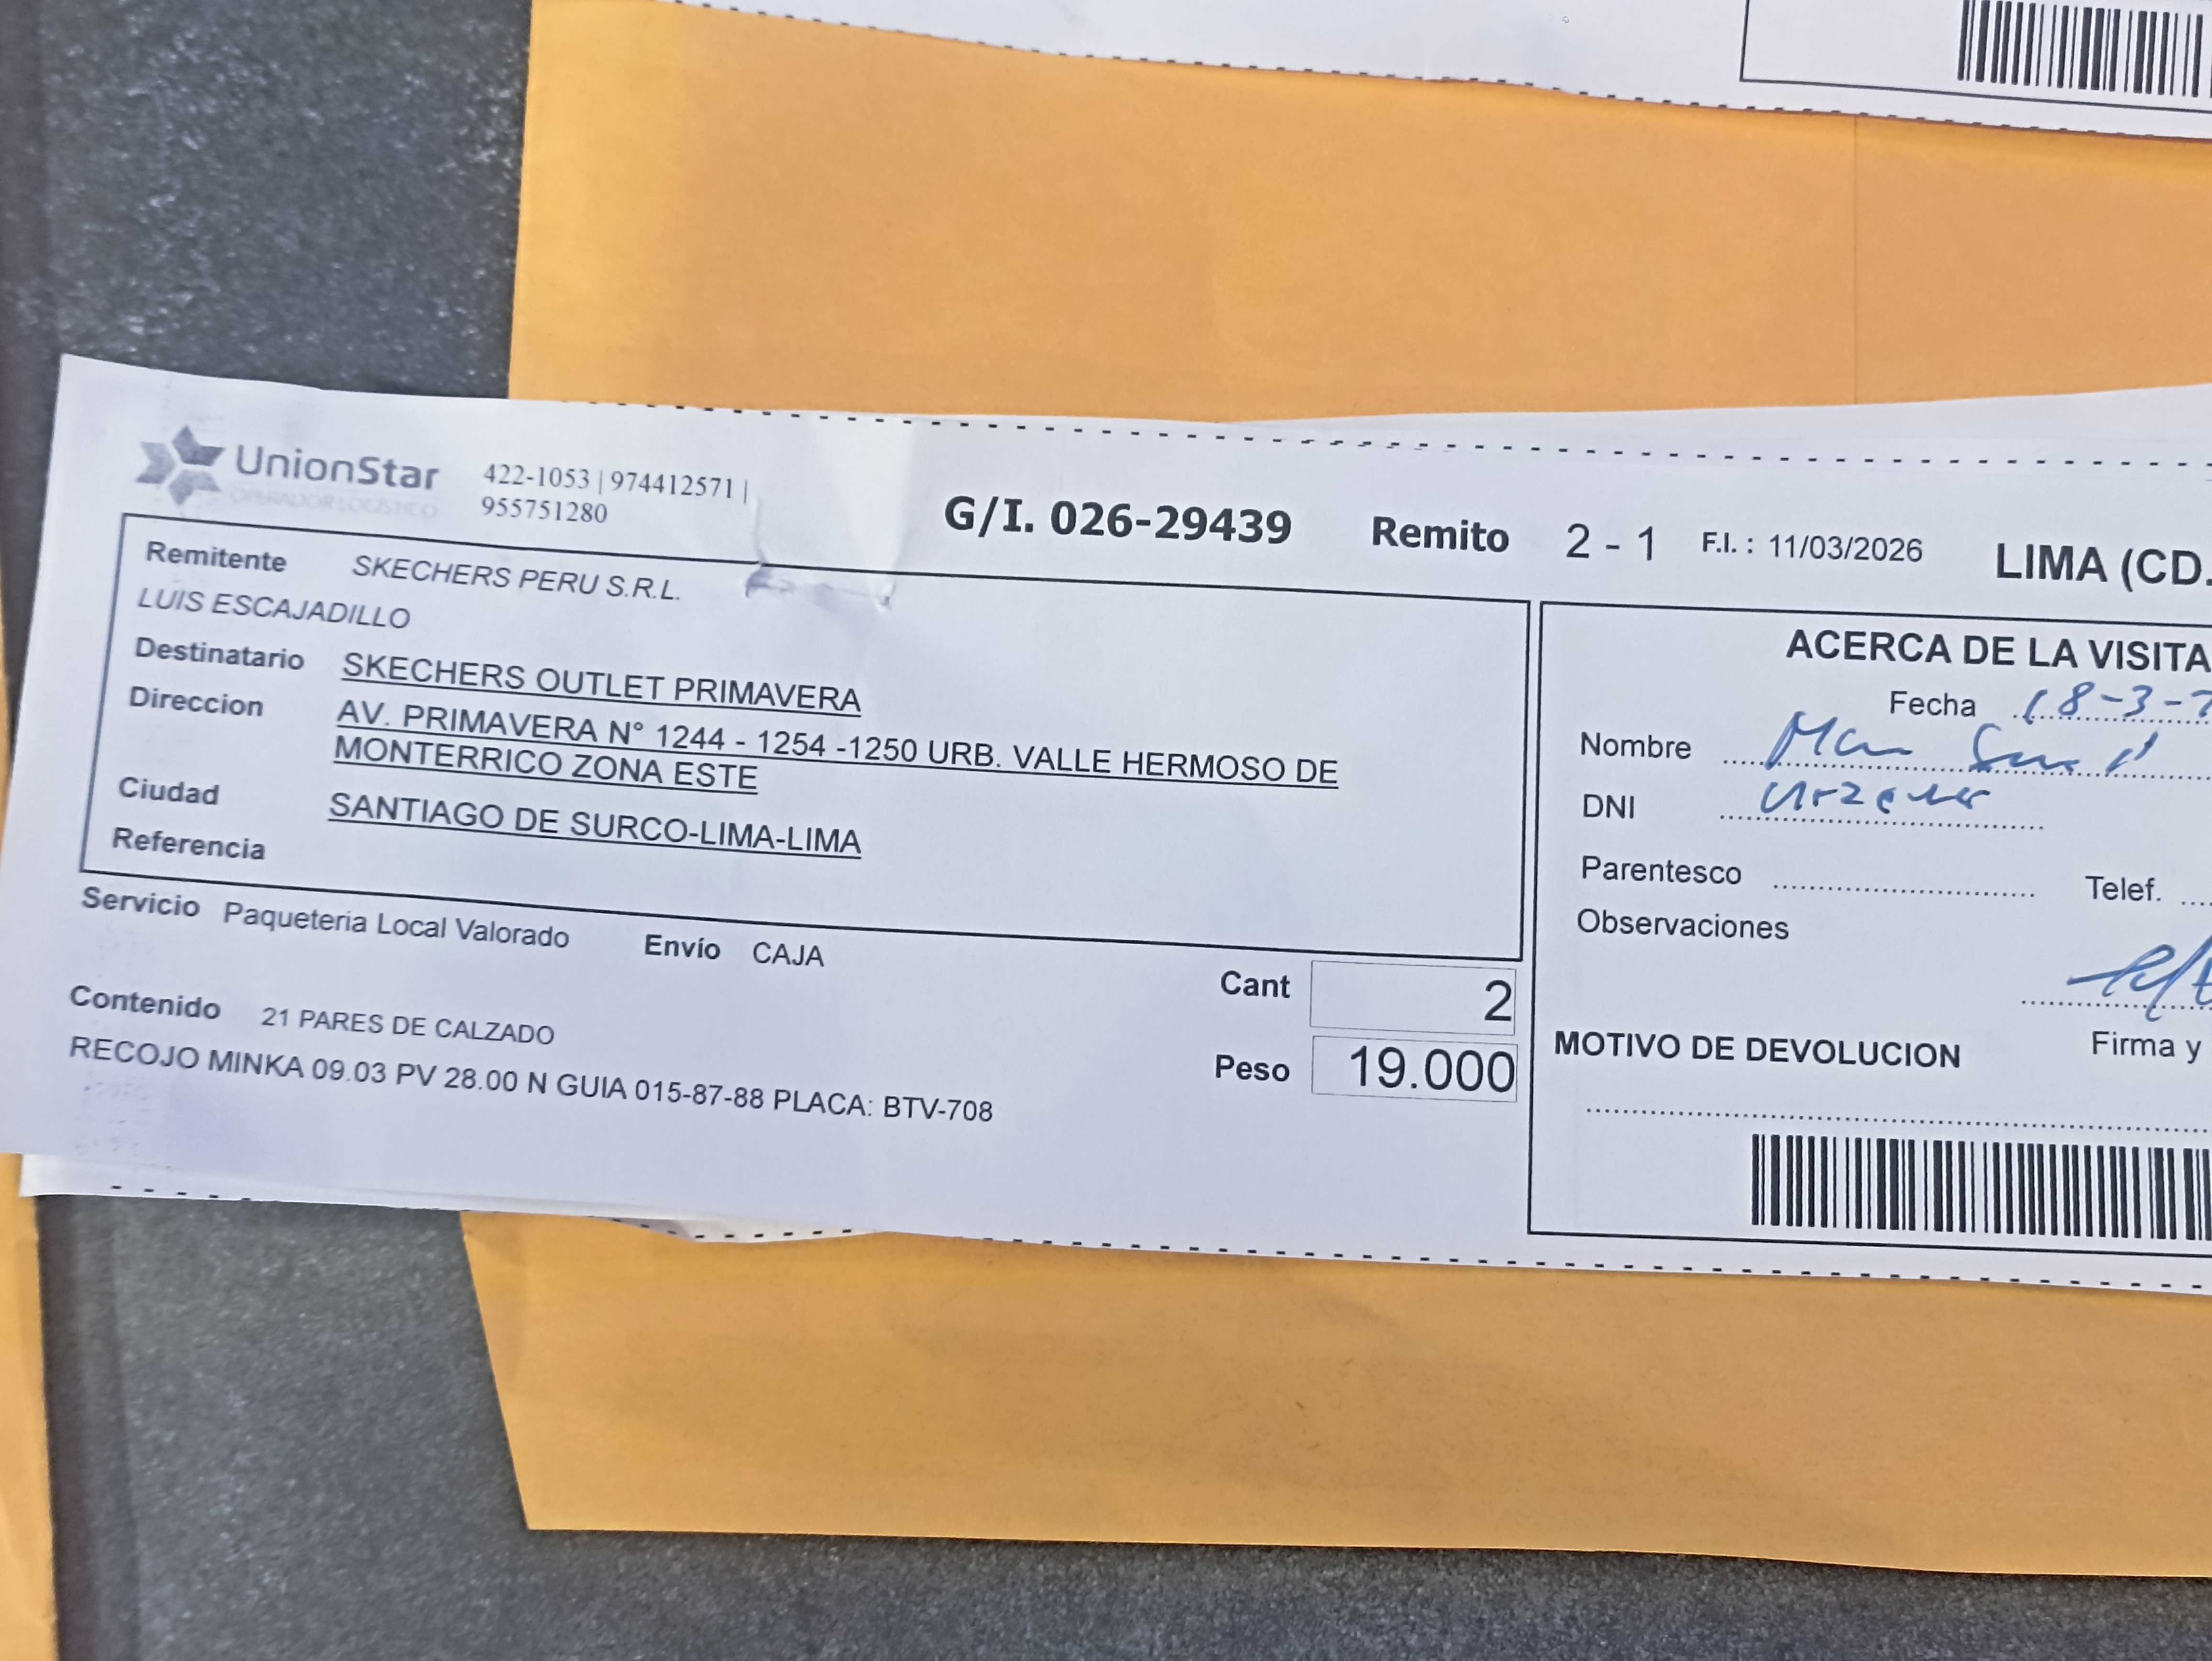 UnionStar
OPERADOR LOGÍSTICO
422-1053 | 974412571 |
955751280
G/I. 026-29439 Remito 2 - 1 F.I. : 11/03/2026 LIMA (CD.
Remitente SKECHERS PERU S.R.L.
LUIS ESCAJADILLO
Destinatario SKECHERS OUTLET PRIMAVERA
Direccion AV. PRIMAVERA N° 1244 - 1254 -1250 URB. VALLE HERMOSO DE
MONTERRICO ZONA ESTE
Ciudad SANTIAGO DE SURCO-LIMA-LIMA
Referencia
Servicio Paqueteria Local Valorado Envío CAJA
Cant 2
Contenido 21 PARES DE CALZADO
Peso 19.000
RECOJO MINKA 09.03 PV 28.00 N GUIA 015-87-88 PLACA: BTV-708
ACERCA DE LA VISITA
Fecha 18-3-
Nombre
DNI
Parentesco Telef.
Observaciones
Firma y
MOTIVO DE DEVOLUCION